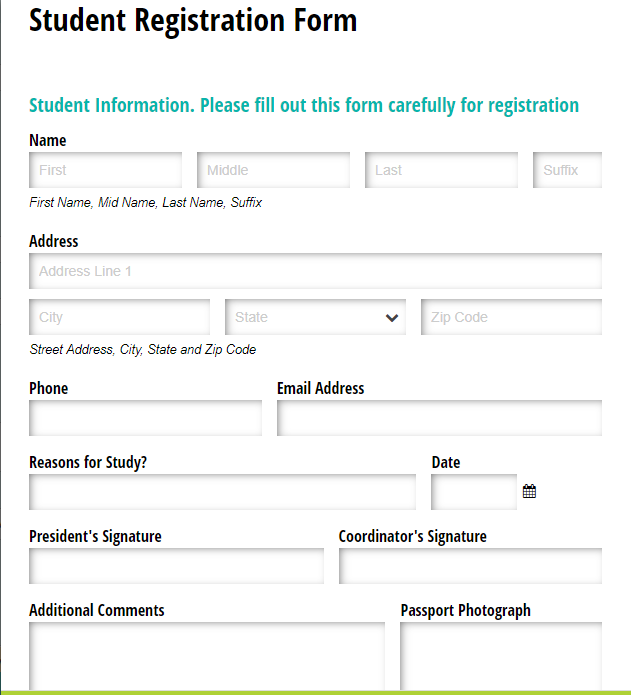 Student Registration Form
Student Information. Please fill out this form carefully for registration
Name
First Middle Last Suffix
First Name, Mid Name, Last Name, Suffix
Address
Address Line 1
City State Zip Code
Street Address, City, State and Zip Code
Phone Email Address
Reasons for Study? Date
President's Signature Coordinator's Signature
Additional Comments Passport Photograph